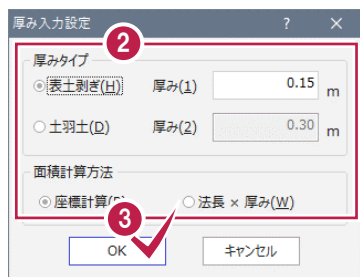 厚み入力設定 ? ×
2
厚みタイプ
表土剥ぎ(H) 厚み(1) 0.15 m
土羽土(D) 厚み(2) 0.30 m
面積計算方法
座標計算( 法長 × 厚み(W)
3
OK キャンセル